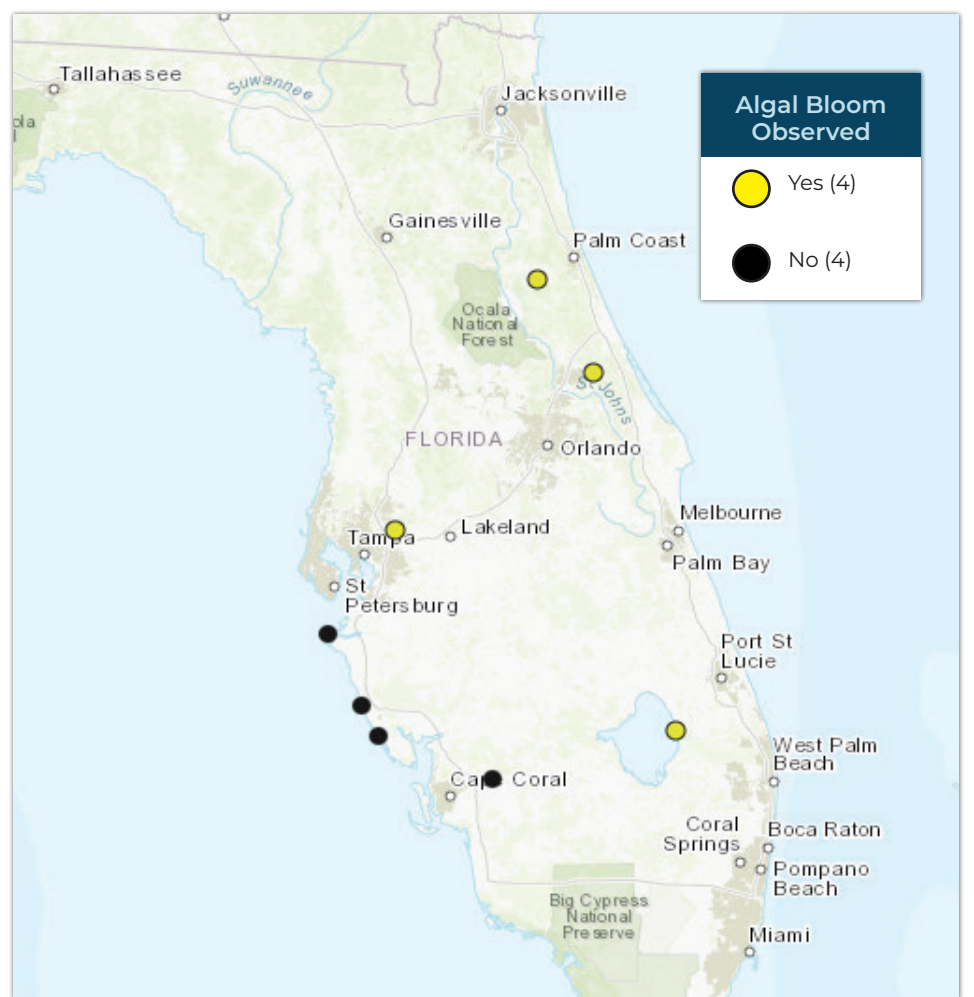 Tallahassee
Suwannee
Jacksonville
ola
l
Algal Bloom
Observed
Yes (4)
No (4)
Gainesville
Palm Coast
Ocala
National
Forest
St Johns
FLORIDA
Orlando
Melbourne
Lakeland
Tampa
Palm Bay
St
Petersburg
Port St
Lucie
West Palm
Beach
Cape Coral
Coral
Springs
Boca Raton
Pompano
Beach
Big Cypress
National
Preserve
Miami